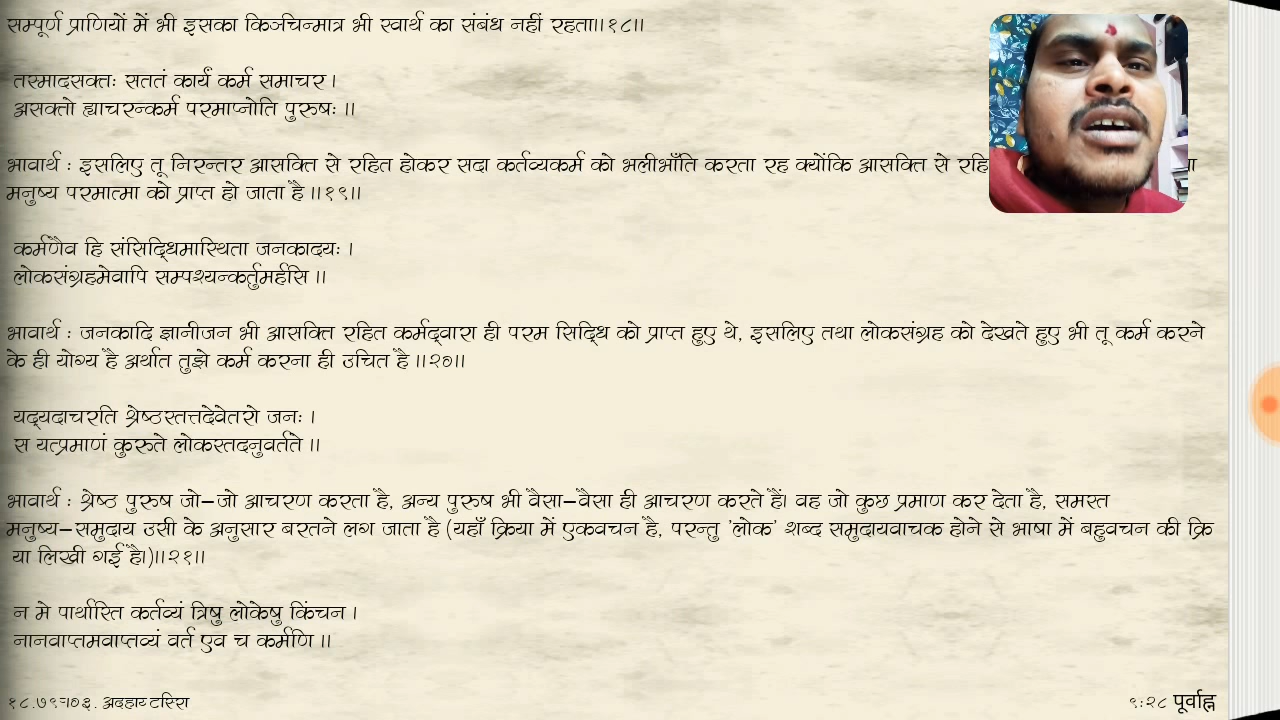 सम्पूर्ण प्राणियों में भी इसका किञ्चिन्मात्र भी स्वार्थ का संबंध नहीं रहता॥१८॥
तस्मादसक्तः सततं कार्यं कर्म समाचर ।
असक्तो ह्याचरन्कर्म परमाप्नोति पुरुषः ॥
भावार्थ : इसलिए तू निरन्तर आसक्ति से रहित होकर सदा कर्तव्यकर्म को भलीभाँति करता रह क्योंकि आसक्ति से
मनुष्य परमात्मा को प्राप्त हो जाता है ॥१९॥
कर्मणैव हि संसिद्धिमास्थिता जनकादयः ।
लोकसंग्रहमेवापि सम्पश्यन्कर्तुमर्हसि ॥
भावार्थ : जनकादि ज्ञानीजन भी आसक्ति रहित कर्मद्वारा ही परम सिद्धि को प्राप्त हुए थे, इसलिए तथा लोकसंग्रह को देखते हुए भी तू कर्म करने
के ही योग्य है अर्थात तुझे कर्म करना ही उचित है ॥२०॥
यद्यदाचरति श्रेष्ठस्तत्तदेवेतरो जनः ।
स यत्प्रमाणं कुरुते लोकस्तदनुवर्तते ॥
भावार्थ : श्रेष्ठ पुरुष जो-जो आचरण करता है, अन्य पुरुष भी वैसा-वैसा ही आचरण करते हैं। वह जो कुछ प्रमाण कर देता है, समस्त
मनुष्य-समुदाय उसी के अनुसार बरतने लग जाता है (यहाँ क्रिया में एकवचन है, परन्तु 'लोक' शब्द समुदायवाचक होने से भाषा में बहुवचन की क्रि
या लिखी गई है।)॥२१॥
न मे पार्थास्ति कर्तव्यं त्रिषु लोकेषु किंचन ।
नानवाप्तमवाप्तव्यं वर्त एव च कर्मणि ॥
९:२८ पूर्वाह्न